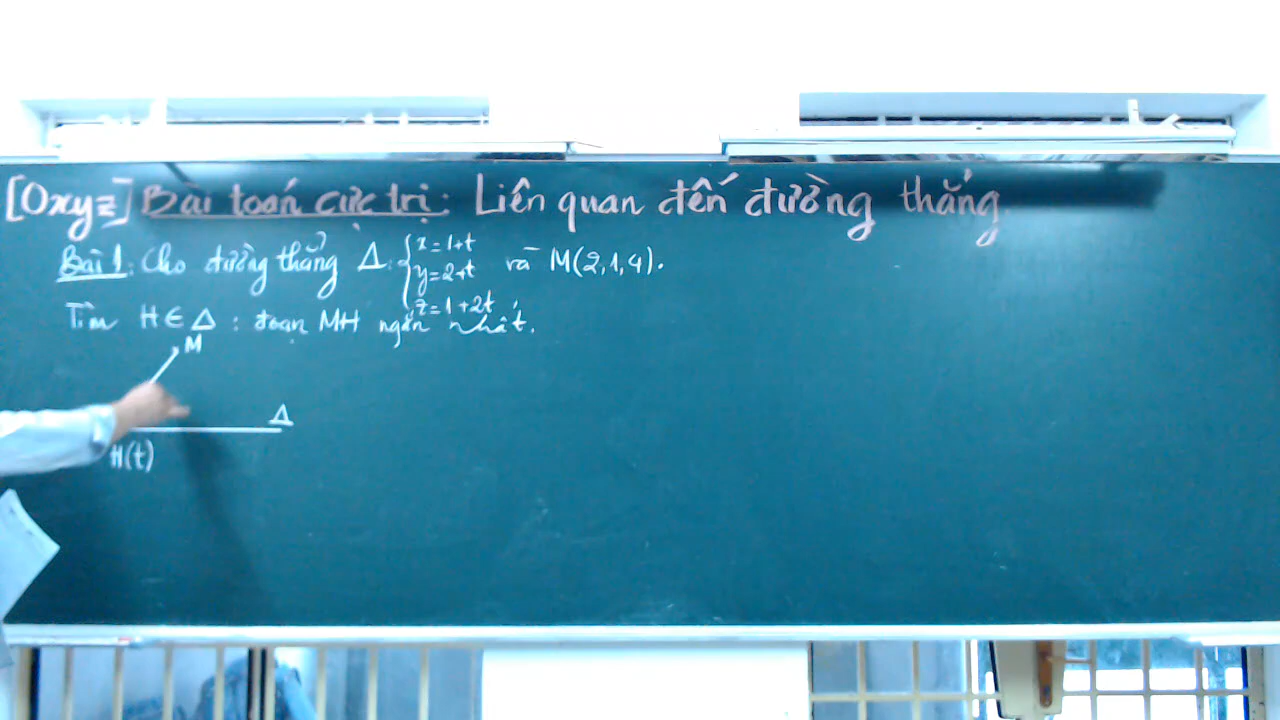 [Oxyz] Bài toán cực trị: Liên quan đến đường thẳng.
Bài 1: Cho đường thẳng Δ: { x = 1+t
y = 2+t
z = 1+2t
và M(2,1,4).
Tìm H ∈ Δ : đoạn MH ngắn nhất.
M
Δ
H(t)